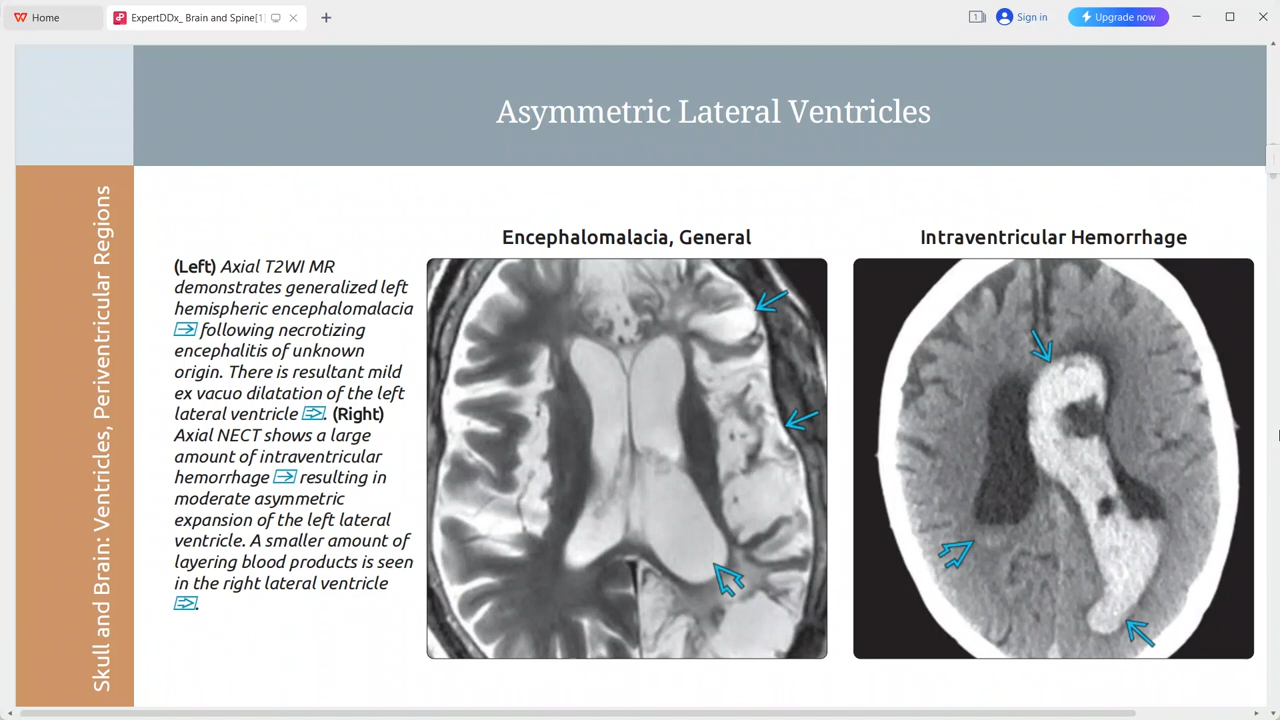 Home
ExpertDDx_ Brain and Spine[1]
1
Sign in
Upgrade now
Asymmetric Lateral Ventricles
Skull and Brain: Ventricles, Periventricular Regions
(Left) Axial T2WI MR
demonstrates generalized left
hemispheric encephalomalacia
following necrotizing
encephalitis of unknown
origin. There is resultant mild
ex vacuo dilatation of the left
lateral ventricle . (Right)
Axial NECT shows a large
amount of intraventricular
hemorrhage resulting in
moderate asymmetric
expansion of the left lateral
ventricle. A smaller amount of
layering blood products is seen
in the right lateral ventricle
.
Encephalomalacia, General
Intraventricular Hemorrhage